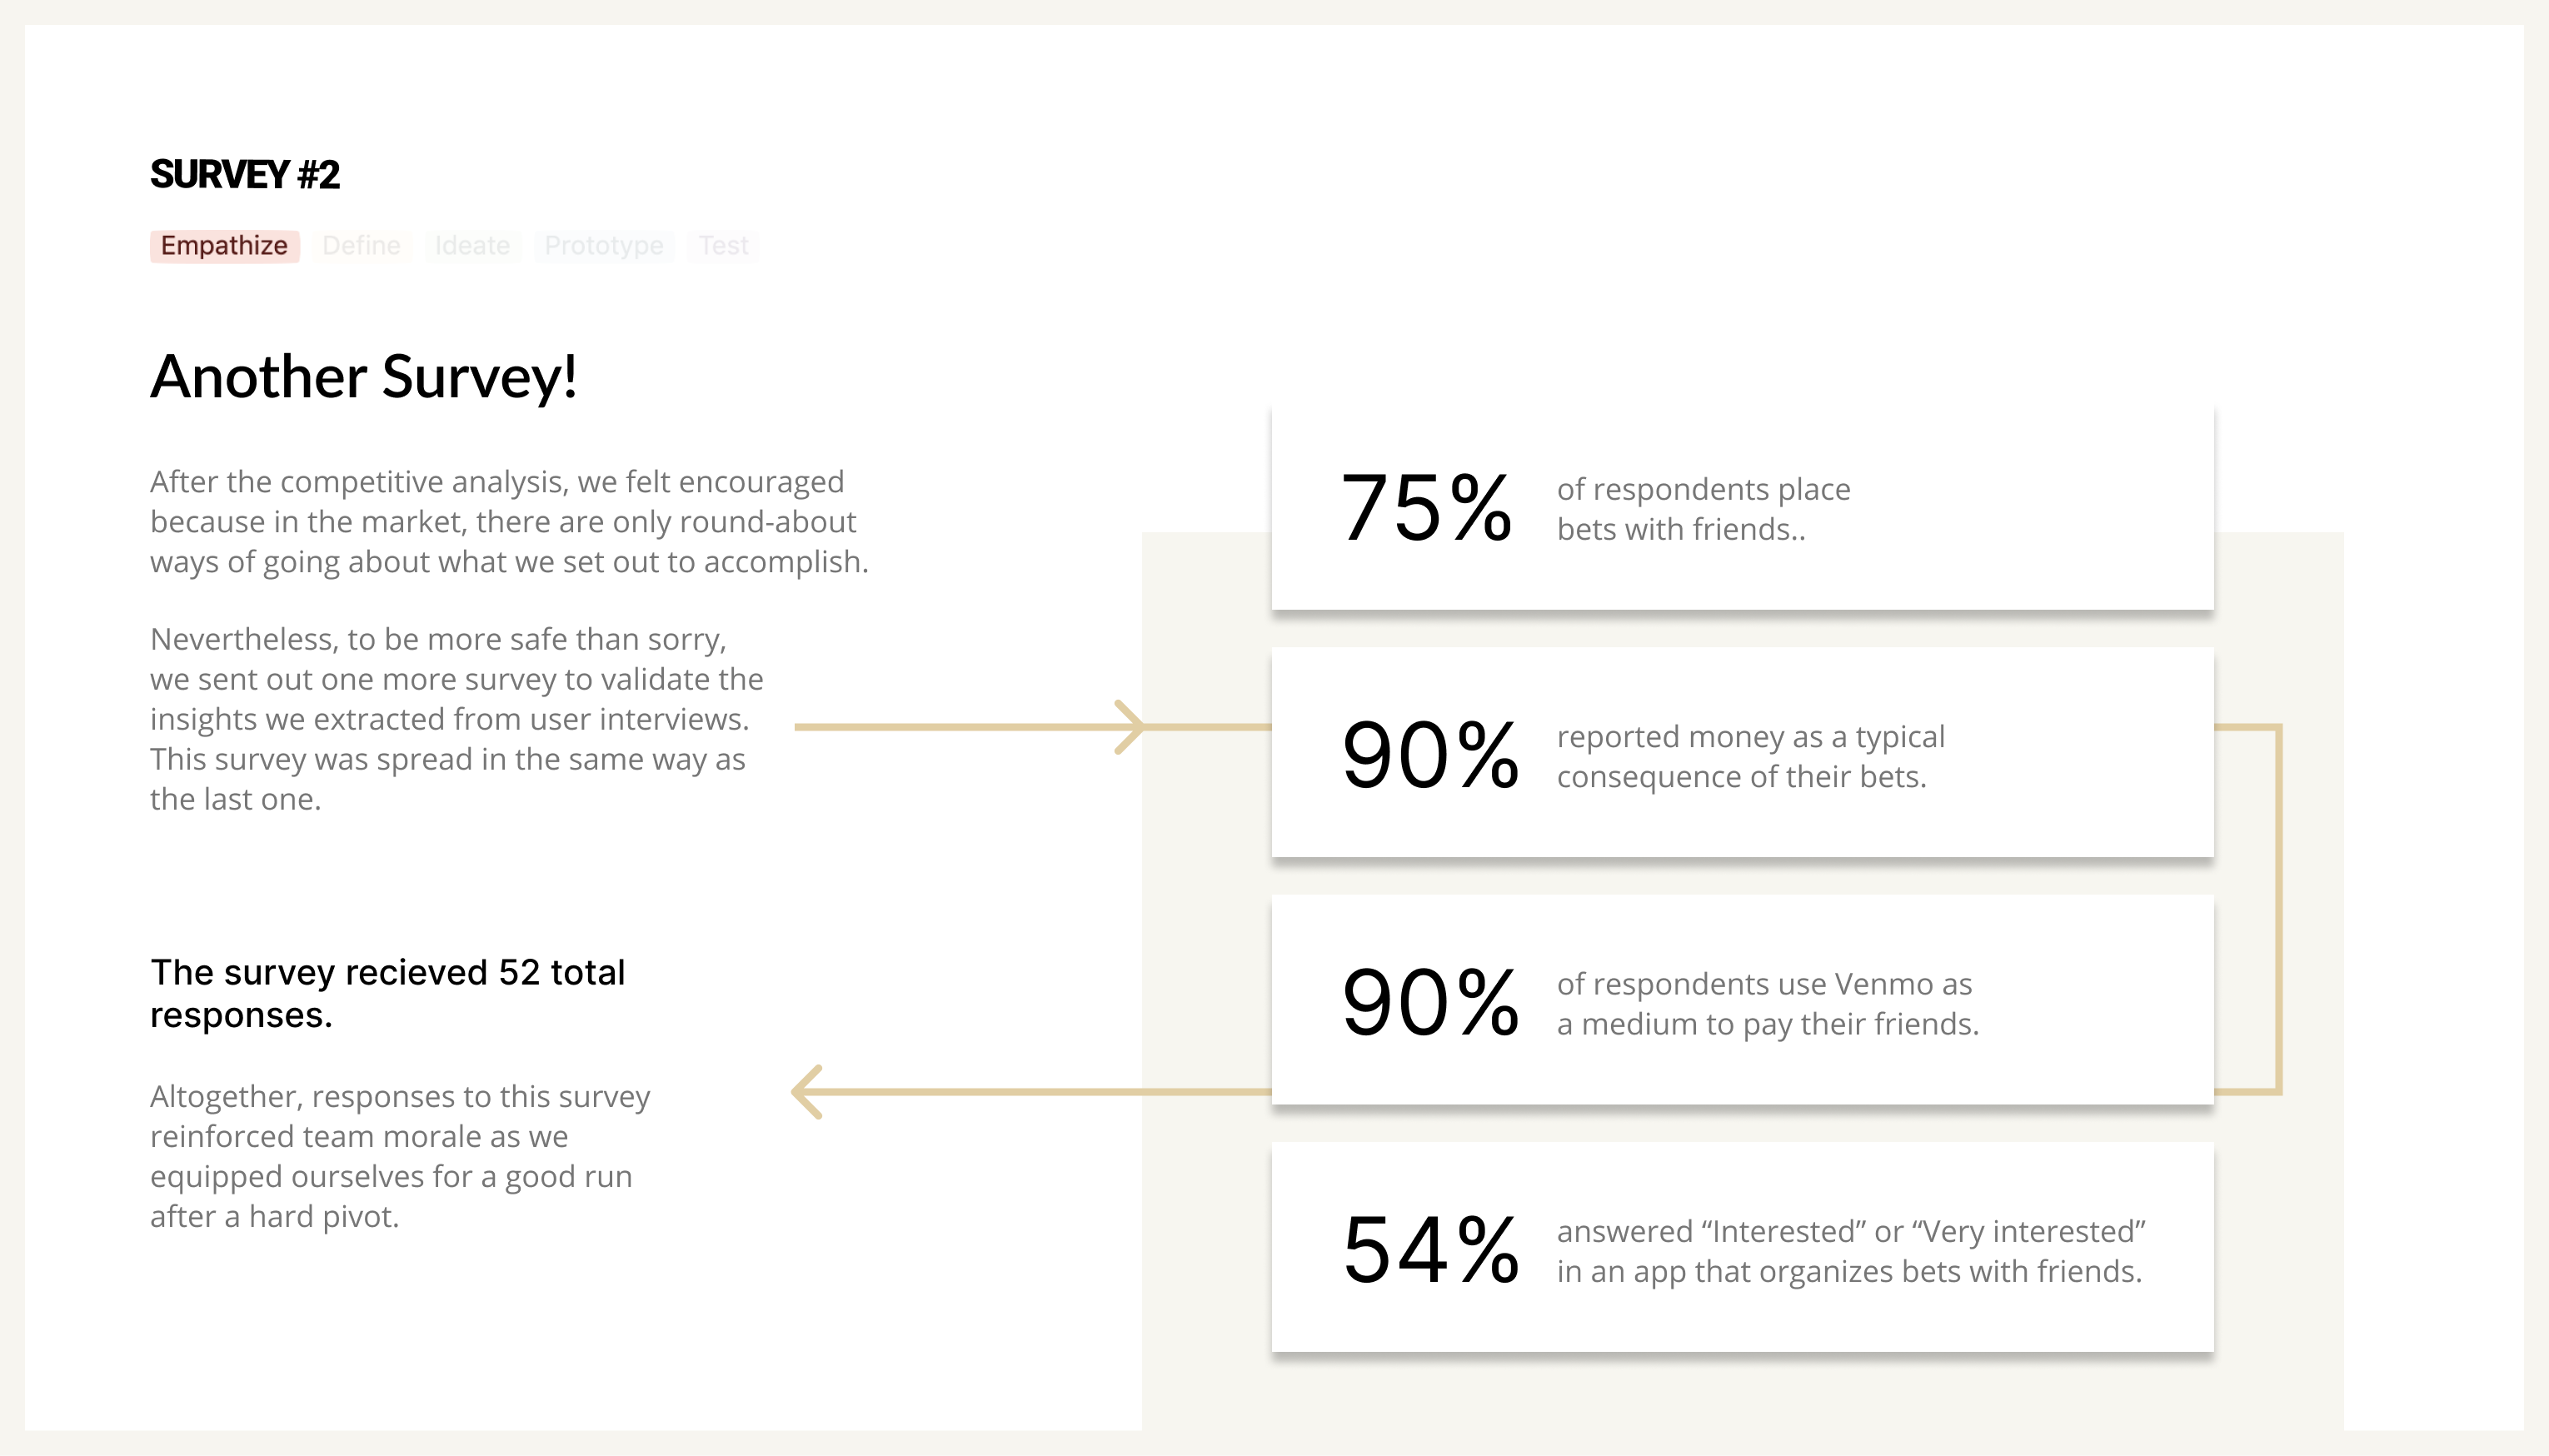 SURVEY #2
Empathize Define Ideate Prototype Test
Another Survey!
After the competitive analysis, we felt encouraged
because in the market, there are only round-about
ways of going about what we set out to accomplish.
Nevertheless, to be more safe than sorry,
we sent out one more survey to validate the
insights we extracted from user interviews.
This survey was spread in the same way as
the last one.
The survey recieved 52 total
responses.
Altogether, responses to this survey
reinforced team morale as we
equipped ourselves for a good run
after a hard pivot.
75%
of respondents place
bets with friends..
90%
reported money as a typical
consequence of their bets.
90%
of respondents use Venmo as
a medium to pay their friends.
54%
answered “Interested” or “Very interested”
in an app that organizes bets with friends.